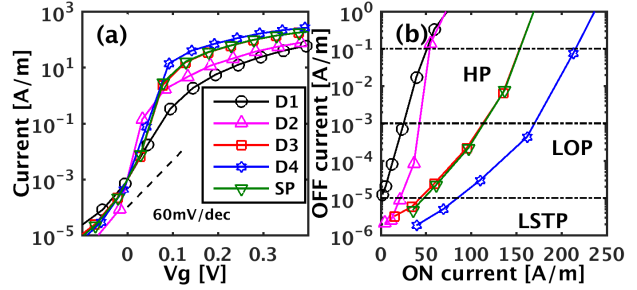 (a)
Current [A/m]
10^3
10^1
10^-1
10^-3
10^-5
0 0.1 0.2 0.3
Vg [V]
D1
D2
D3
D4
SP
60mV/dec
(b)
OFF current [A/m]
10^0
10^-1
10^-2
10^-3
10^-4
10^-5
10^-6
0 50 100 150 200 250
ON current [A/m]
HP
LOP
LSTP